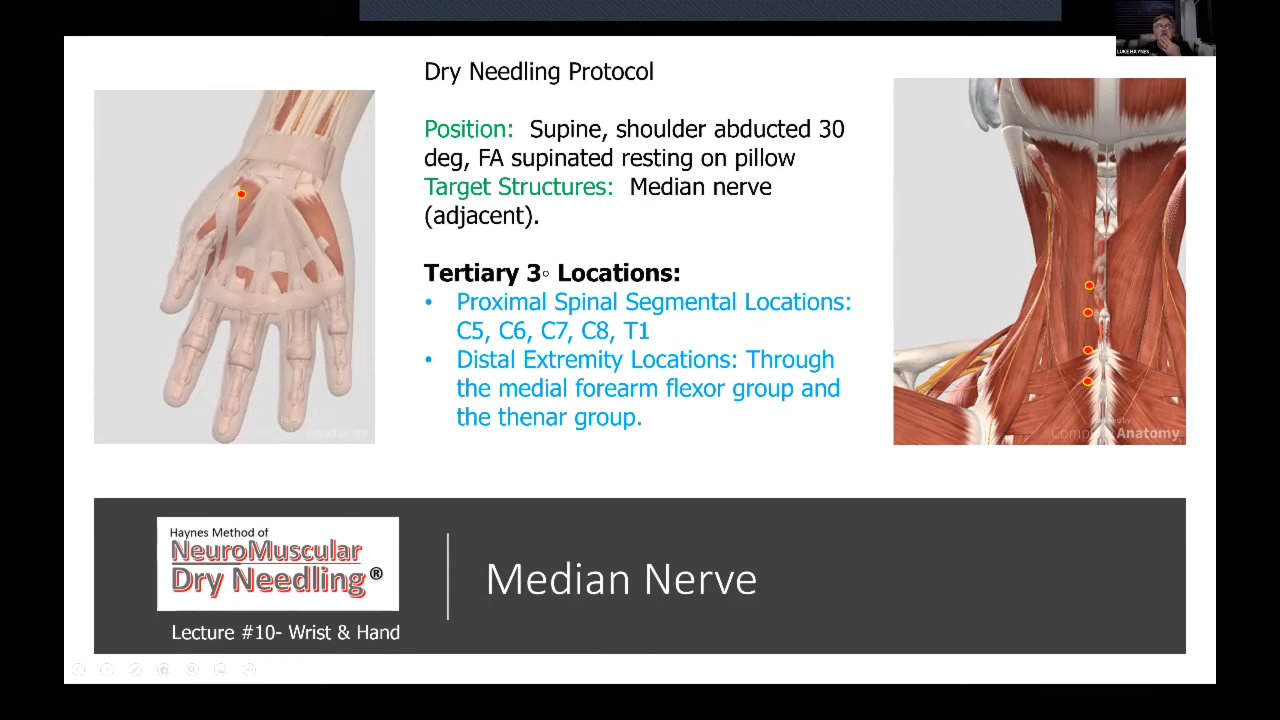 LUKE HAYNES
Dry Needling Protocol
Position: Supine, shoulder abducted 30
deg, FA supinated resting on pillow
Target Structures: Median nerve
(adjacent).
Tertiary 3◦ Locations:
• Proximal Spinal Segmental Locations:
C5, C6, C7, C8, T1
• Distal Extremity Locations: Through
the medial forearm flexor group and
the thenar group.
Anatomy
Haynes Method of
NeuroMuscular
Dry Needling®
Lecture #10- Wrist & Hand
Median Nerve